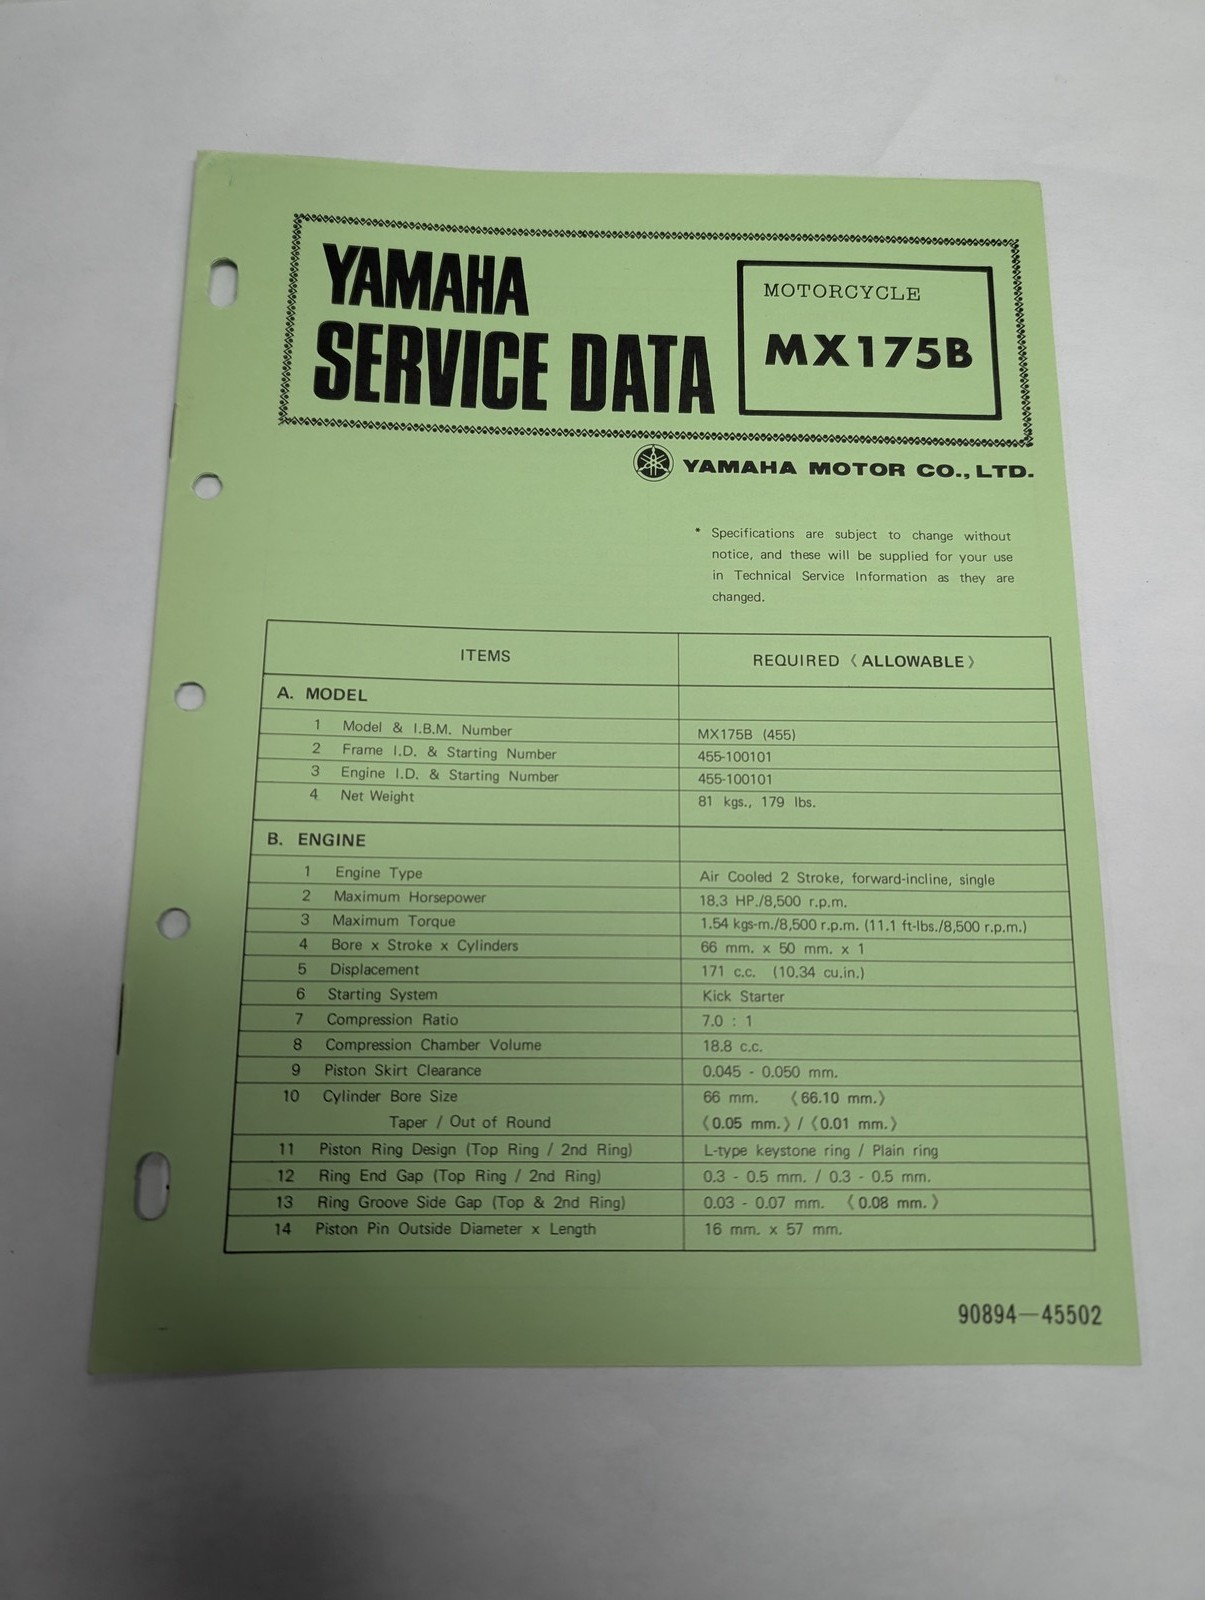 YAMAHA
SERVICE DATA
MOTORCYCLE
MX175B
YAMAHA MOTOR CO., LTD.
* Specifications are subject to change without
notice, and these will be supplied for your use
in Technical Service Information as they are
changed.
ITEMS REQUIRED 〈ALLOWABLE〉
A. MODEL
1 Model & I.B.M. Number MX175B (455)
2 Frame I.D. & Starting Number 455-100101
3 Engine I.D. & Starting Number 455-100101
4 Net Weight 81 kgs., 179 lbs.
B. ENGINE
1 Engine Type Air Cooled 2 Stroke, forward-incline, single
2 Maximum Horsepower 18.3 HP./8,500 r.p.m.
3 Maximum Torque 1.54 kgs-m./8,500 r.p.m. (11.1 ft-lbs./8,500 r.p.m.)
4 Bore x Stroke x Cylinders 66 mm. x 50 mm. x 1
5 Displacement 171 c.c. (10.34 cu.in.)
6 Starting System Kick Starter
7 Compression Ratio 7.0 : 1
8 Compression Chamber Volume 18.8 c.c.
9 Piston Skirt Clearance 0.045 - 0.050 mm.
10 Cylinder Bore Size 66 mm. 〈66.10 mm.〉
Taper / Out of Round 〈0.05 mm.〉/〈0.01 mm.〉
11 Piston Ring Design (Top Ring / 2nd Ring) L-type keystone ring / Plain ring
12 Ring End Gap (Top Ring / 2nd Ring) 0.3 - 0.5 mm. / 0.3 - 0.5 mm.
13 Ring Groove Side Gap (Top & 2nd Ring) 0.03 - 0.07 mm. 〈0.08 mm.〉
14 Piston Pin Outside Diameter x Length 16 mm. x 57 mm.
90894-45502